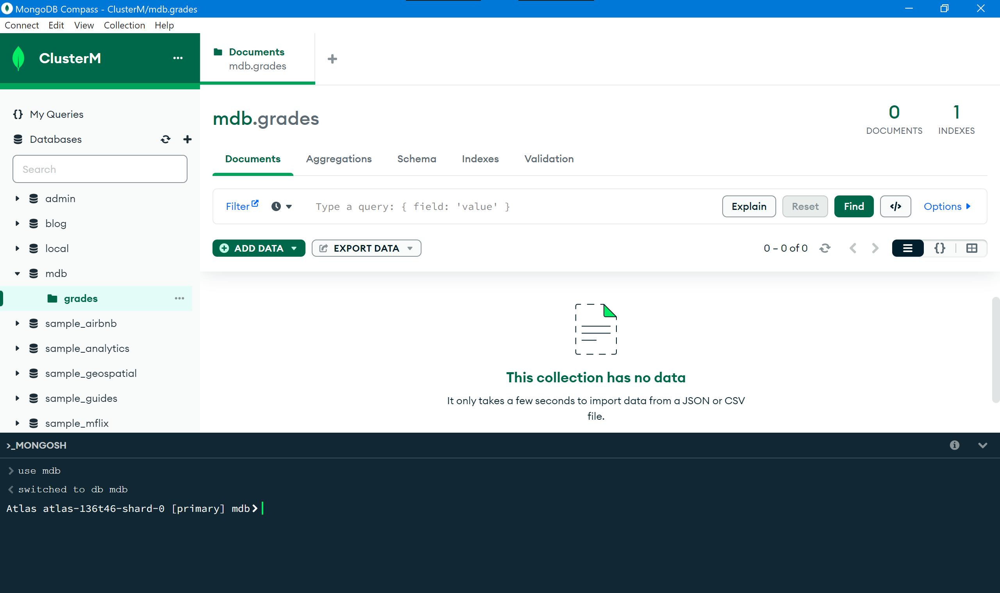 MongoDB Compass - ClusterM/mdb.grades
Connect Edit View Collection Help
ClusterM
Documents
mdb.grades
My Queries
Databases
Search
admin
blog
local
mdb
grades
sample_airbnb
sample_analytics
sample_geospatial
sample_guides
sample_mflix
mdb.grades
0
DOCUMENTS
1
INDEXES
Documents Aggregations Schema Indexes Validation
Filter Type a query: { field: 'value' } Explain Reset Find </> Options
ADD DATA EXPORT DATA 0 – 0 of 0 {}
This collection has no data
It only takes a few seconds to import data from a JSON or CSV
file.
>_MONGOSH
> use mdb
< switched to db mdb
Atlas atlas-136t46-shard-0 [primary] mdb>